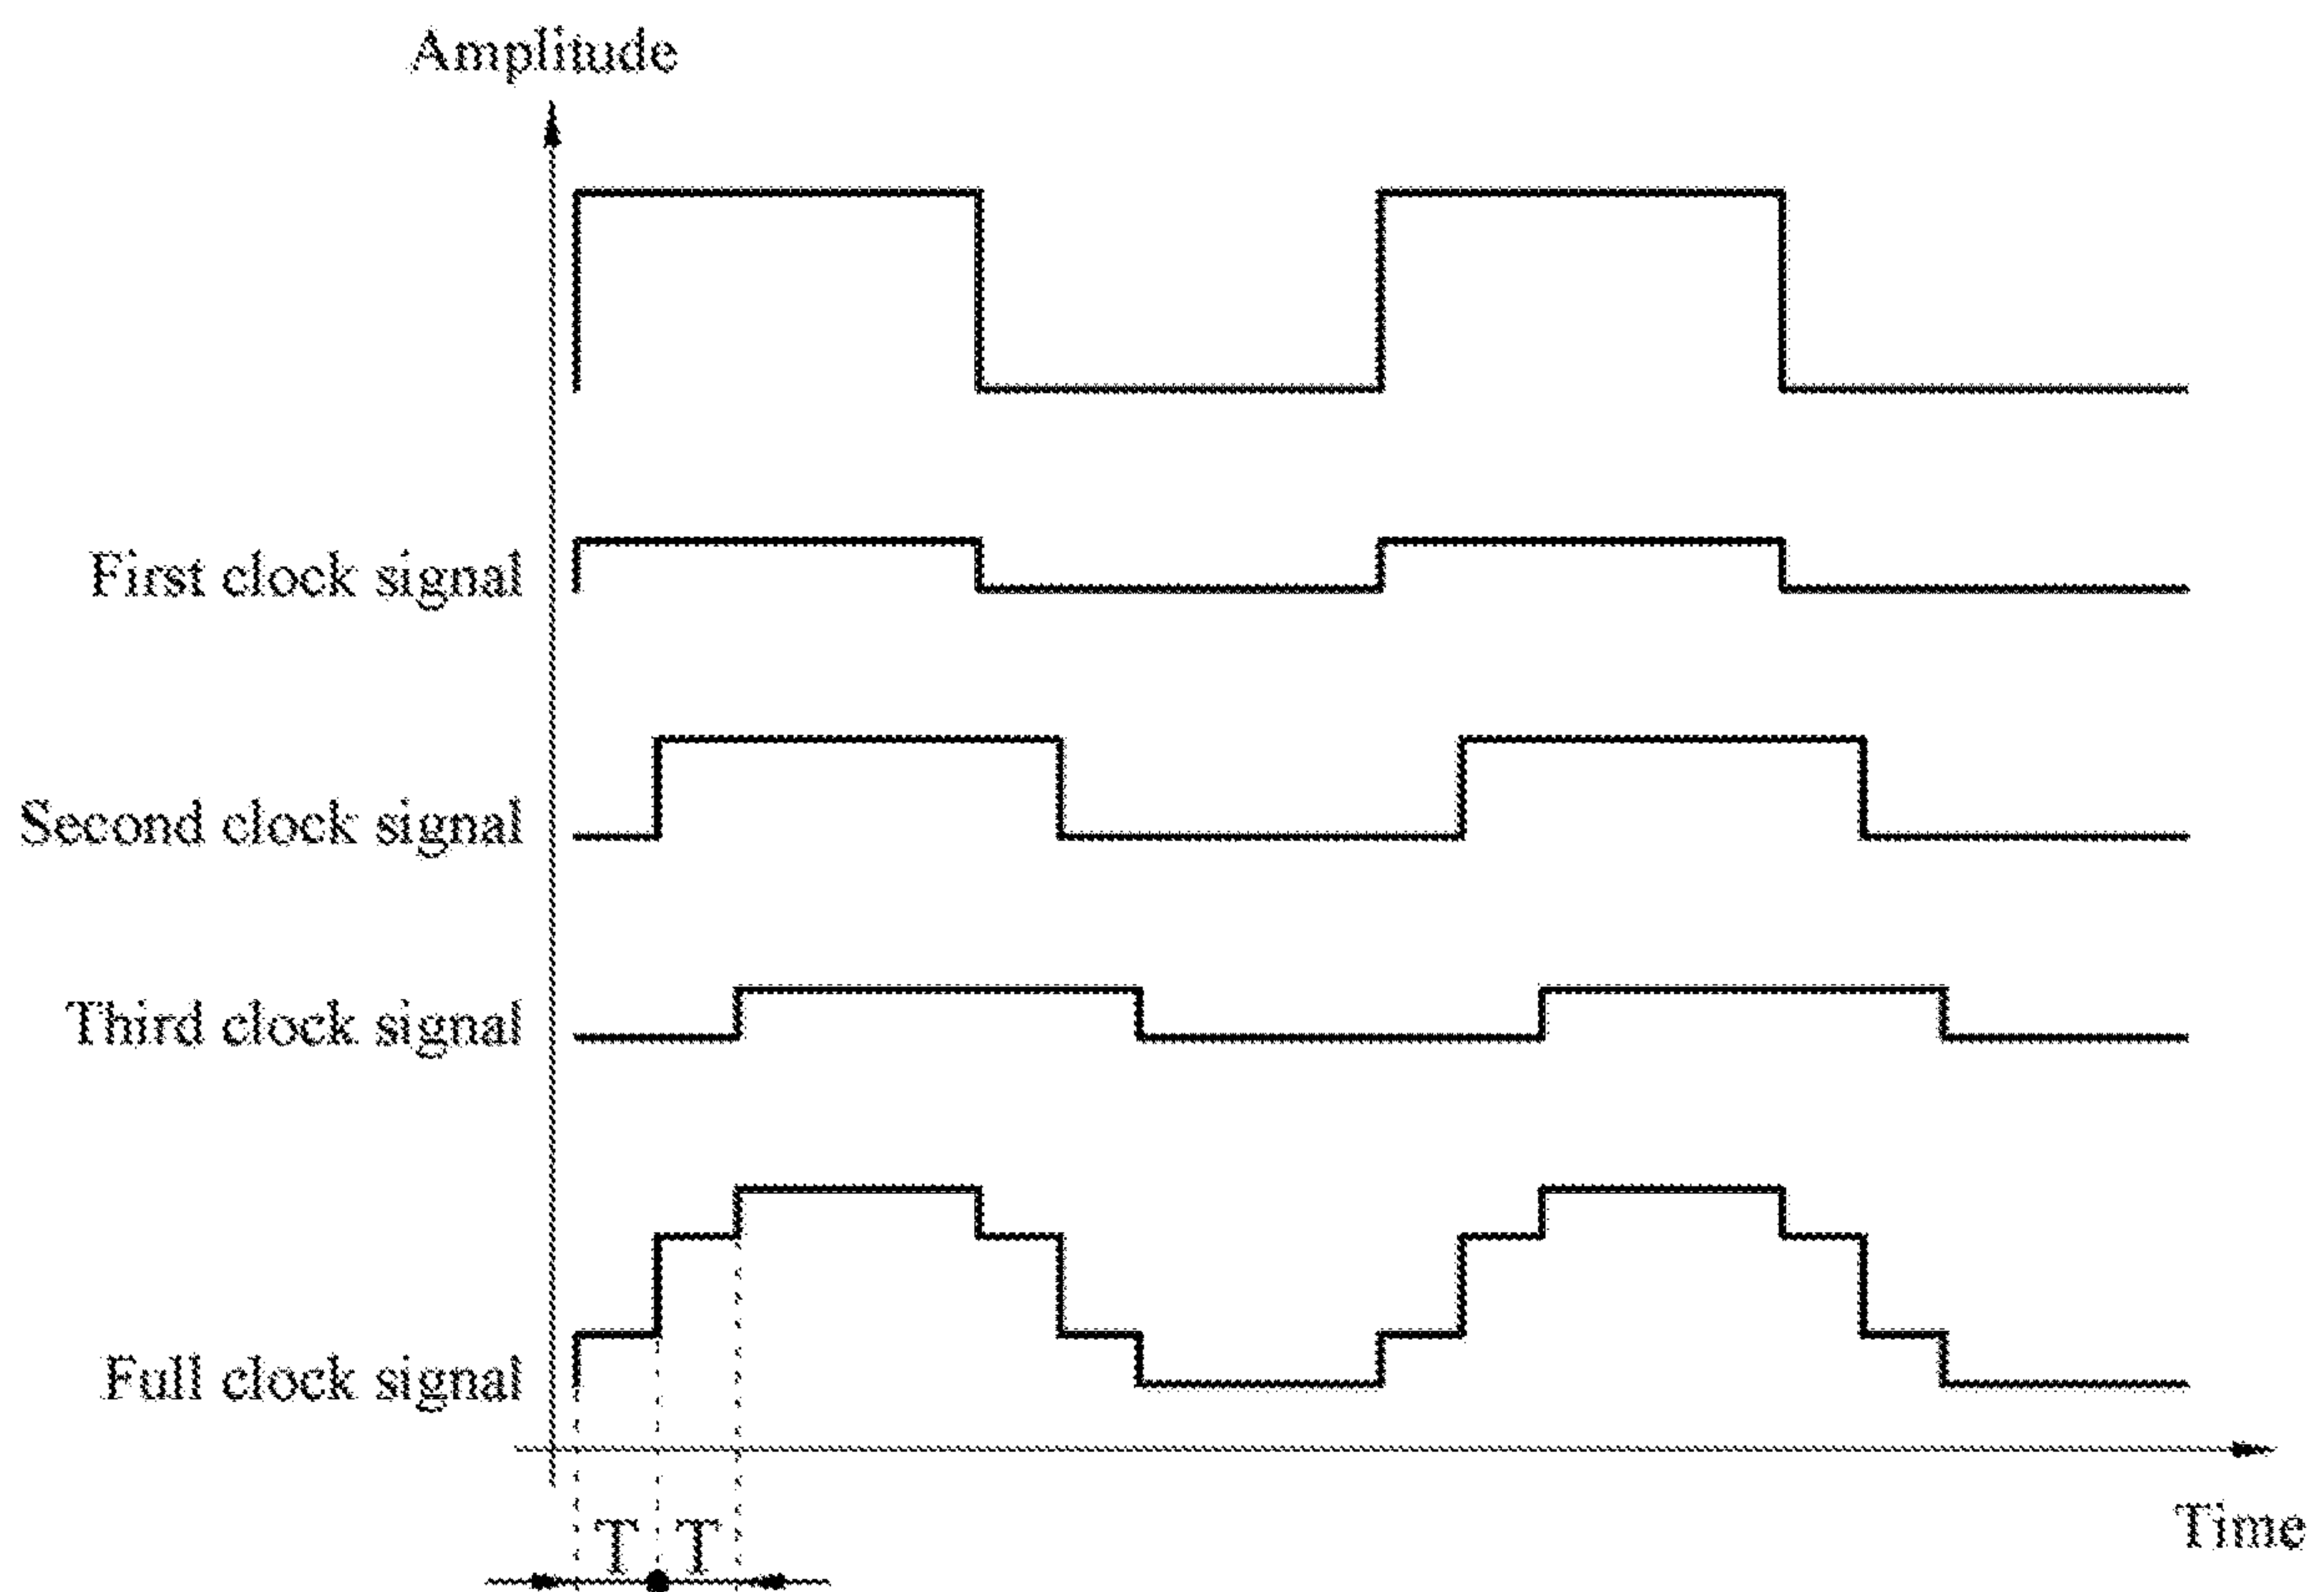 Amplitude
First clock signal
Second clock signal
Third clock signal
Full clock signal
Time
T T